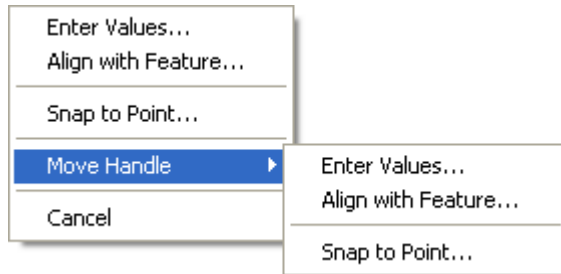 Enter Values...
Align with Feature...
Snap to Point...
Move Handle
Cancel
Enter Values...
Align with Feature...
Snap to Point...